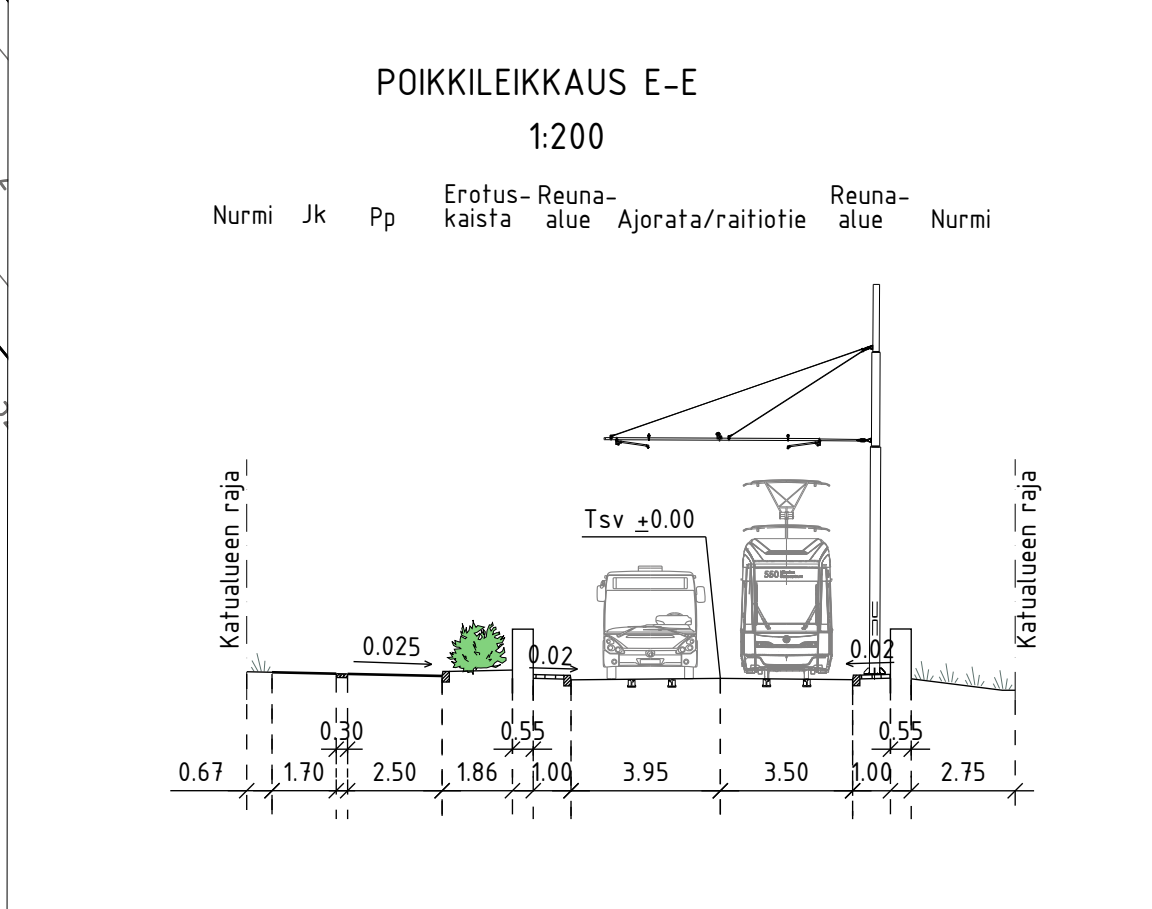 POIKKILEIKKAUS E-E
1:200
Nurmi Jk Pp Erotus-
kaista Reuna-
alue Ajorata/raitiotie Reuna-
alue Nurmi
Katualueen raja
Katualueen raja
Tsv ±0.00
550
0.025
0.02
0.02
0.30 0.55 0.55
0.67 1.70 2.50 1.86 1.00 3.95 3.50 1.00 2.75